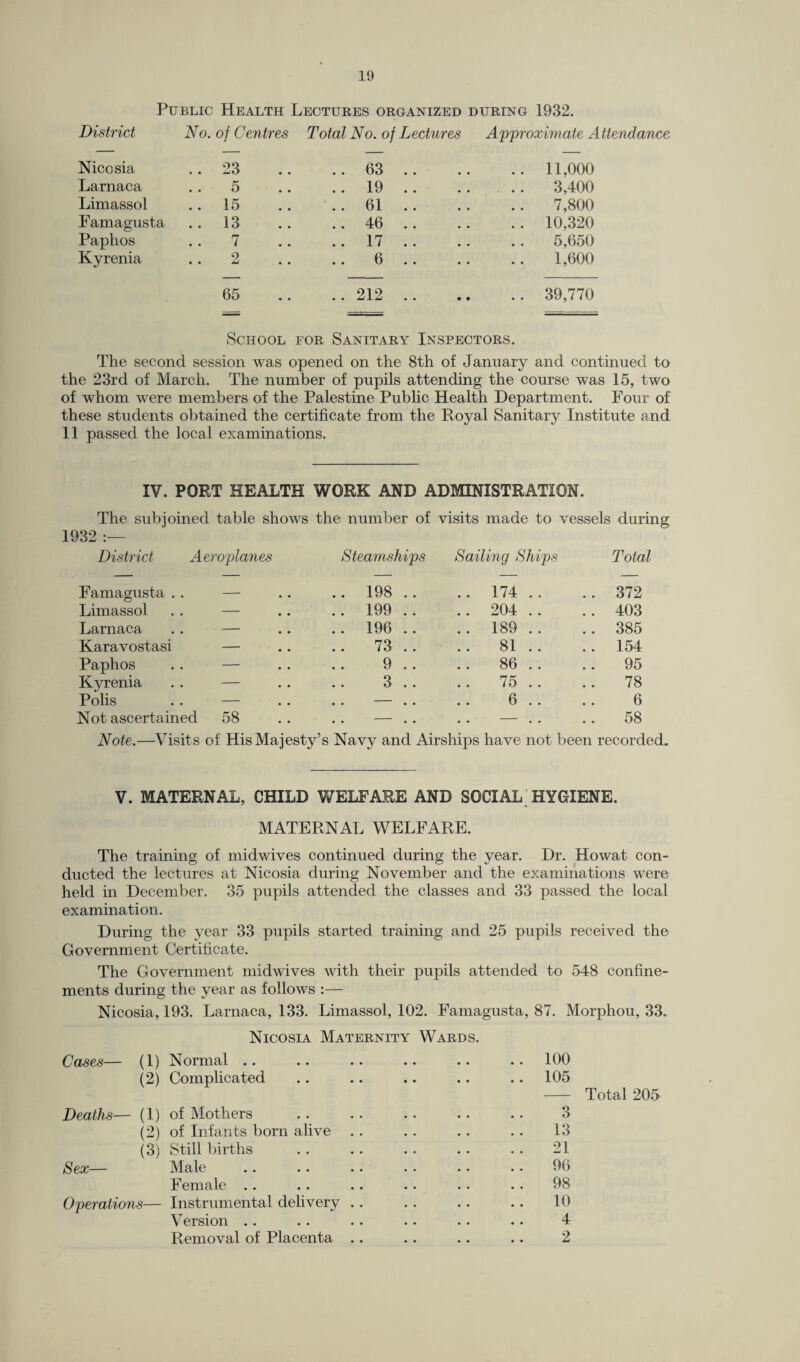 19
Public Health Lectures organized during 1932.
District No. of Centres Total No. of Lectures Approximate Attendance
Nicosia .. 23 .. .. 63 .. .. .. 11,000
Larnaca .. 5 .. .. 19 .. .. .. 3,400
Limassol .. 15 .. .. 61 .. .. .. 7,800
Famagusta .. 13 .. .. 46 .. .. .. 10,320
Paphos .. 7 .. .. 17 .. .. .. 5,650
Kyrenia .. 2 .. .. 6 .. .. .. 1,600
65 .. .. 212 .. .. .. 39,770
School for Sanitary Inspectors.
The second session was opened on the 8th of January and continued to
the 23rd of March. The number of pupils attending the course was 15, two
of whom were members of the Palestine Public Health Department. Four of
these students obtained the certificate from the Royal Sanitary Institute and
11 passed the local examinations.
IV. PORT HEALTH WORK AND ADMINISTRATION.
The subjoined table shows the number of visits made to vessels during
1932 :—
District Aeroplanes Steamships Sailing Ships Total
Famagusta .. — .. .. 198 .. .. 174 .. .. 372
Limassol .. — .. .. 199 .. .. 204 .. .. 403
Larnaca .. — .. .. 196 .. .. 189 .. .. 385
Karavostasi — .. .. 73 .. .. 81 .. .. 154
Paphos .. — .. .. 9 .. .. 86 .. .. 95
Kyrenia .. — .. .. 3 .. .. 75 .. .. 78
Polis .. — .. .. — .. .. 6 .. .. 6
Not ascertained 58 .. .. — .. .. — .. .. 58
Note.—Visits of His Majesty's Navy and Airships have not been recorded.
V. MATERNAL, CHILD WELFARE AND SOCIAL HYGIENE.
MATERNAL WELFARE.
The training of midwives continued during the year. Dr. Howat con-
ducted the lectures at Nicosia during November and the examinations were
held in December. 35 pupils attended the classes and 33 passed the local
examination.
During the year 33 pupils started training and 25 pupils received the
Government Certificate.
The Government midwives with their pupils attended to 548 confine-
ments during the year as follows :—
Nicosia, 193. Larnaca, 133. Limassol, 102. Famagusta, 87. Morphou, 33.
Nicosia Maternity Wards.
Cases— (1) Normal .. .. .. .. .. .. 100
(2) Complicated .. .. .. .. .. 105
—— Total 205
Deaths— (1) of Mothers .. .. .. .. .. 3
(2) of Infants born alive .. .. .. .. 13
(3) Still births .. .. .. .. .. 21
Sex— Male .. .. .. .. .. .. 96
Female .. .. .. .. .. .. 98
Operations— Instrumental delivery .. .. .. .. 10
Version .. .. .. .. .. .. 4
Removal of Placenta .. .. .. .. 2